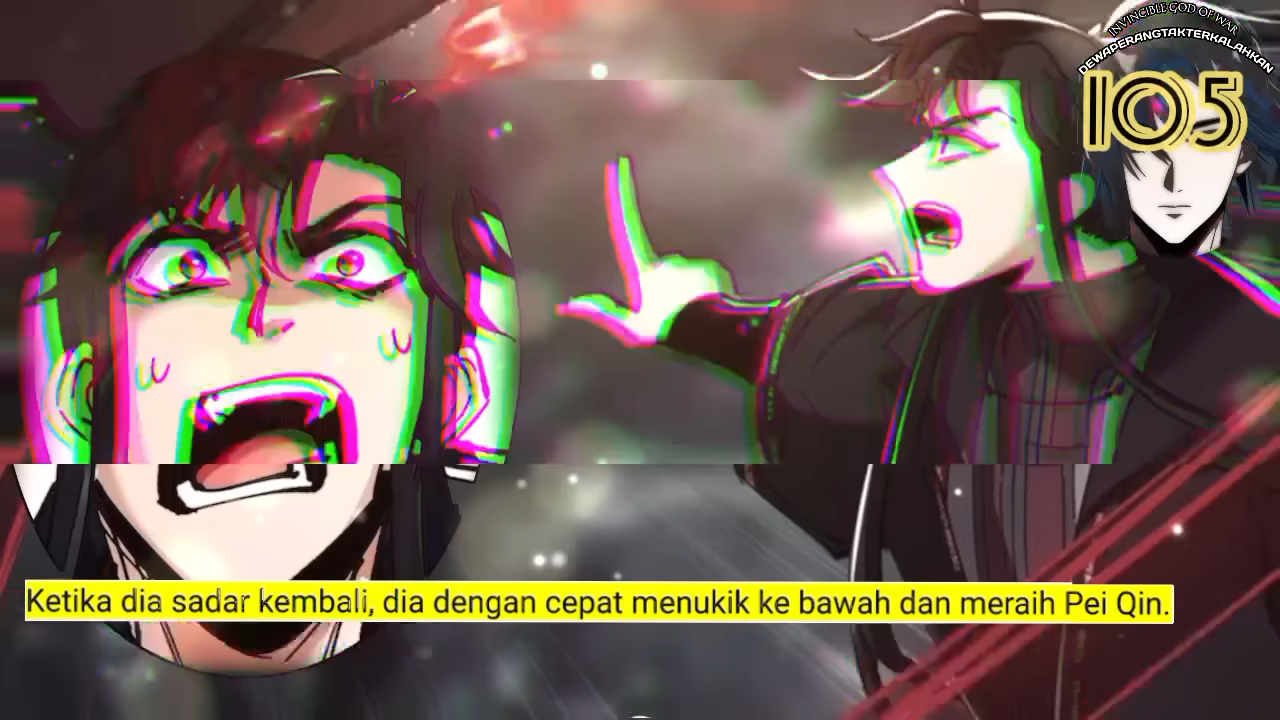 INVINCIBLE GOD OF WAR
DEWAPERANGTAKTERKALAHKAN
105
Ketika dia sadar kembali, dia dengan cepat menukik ke bawah dan meraih Pei Qin.